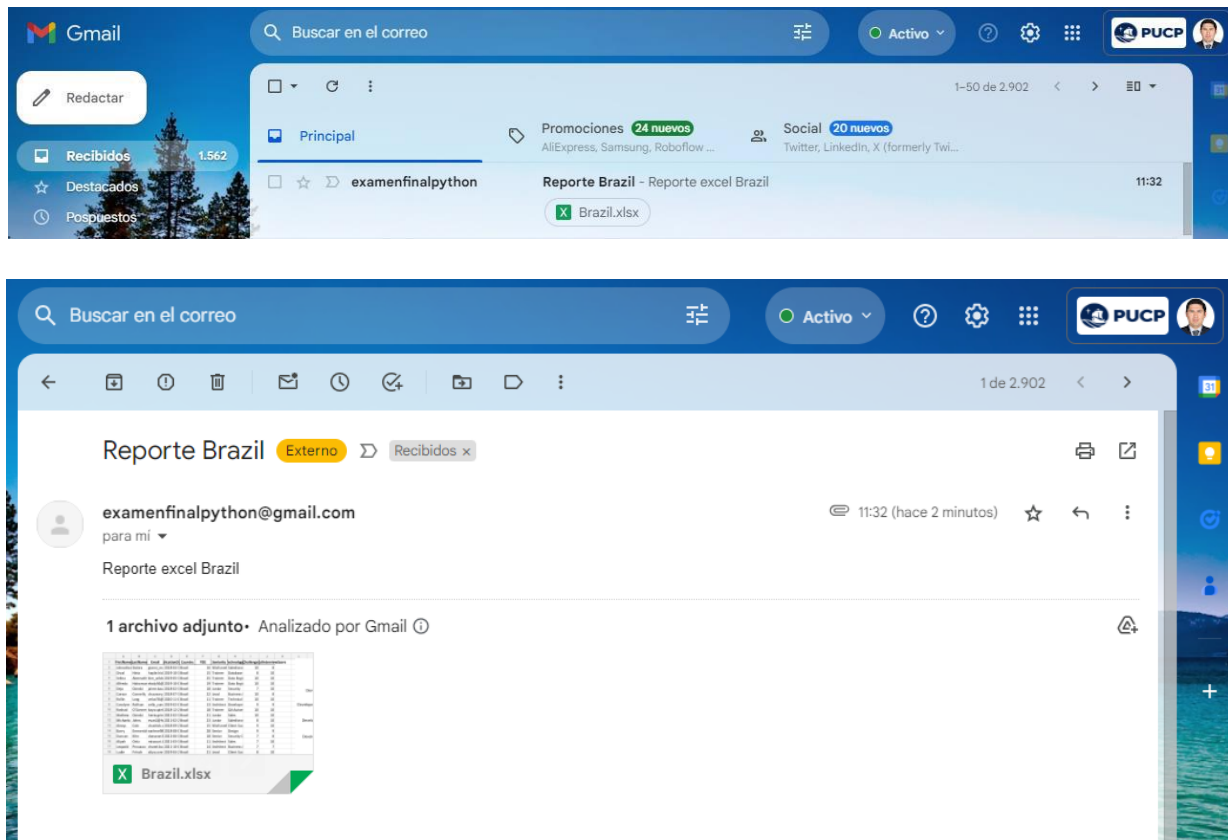 Gmail
Buscar en el correo
Activo
PUCP
Redactar
1–50 de 2.902
Principal
Promociones 24 nuevos
AliExpress, Samsung, Roboflow ...
Social 20 nuevos
Twitter, LinkedIn, X (formerly Twi...
Recibidos 1.562
Destacados
Pospuestos
examenfinalpython Reporte Brazil - Reporte excel Brazil 11:32
X Brazil.xlsx
Buscar en el correo
Activo
PUCP
1 de 2.902
31
Reporte Brazil Externo Recibidos ×
examenfinalpython@gmail.com 11:32 (hace 2 minutos)
para mí
Reporte excel Brazil
1 archivo adjunto • Analizado por Gmail
X Brazil.xlsx